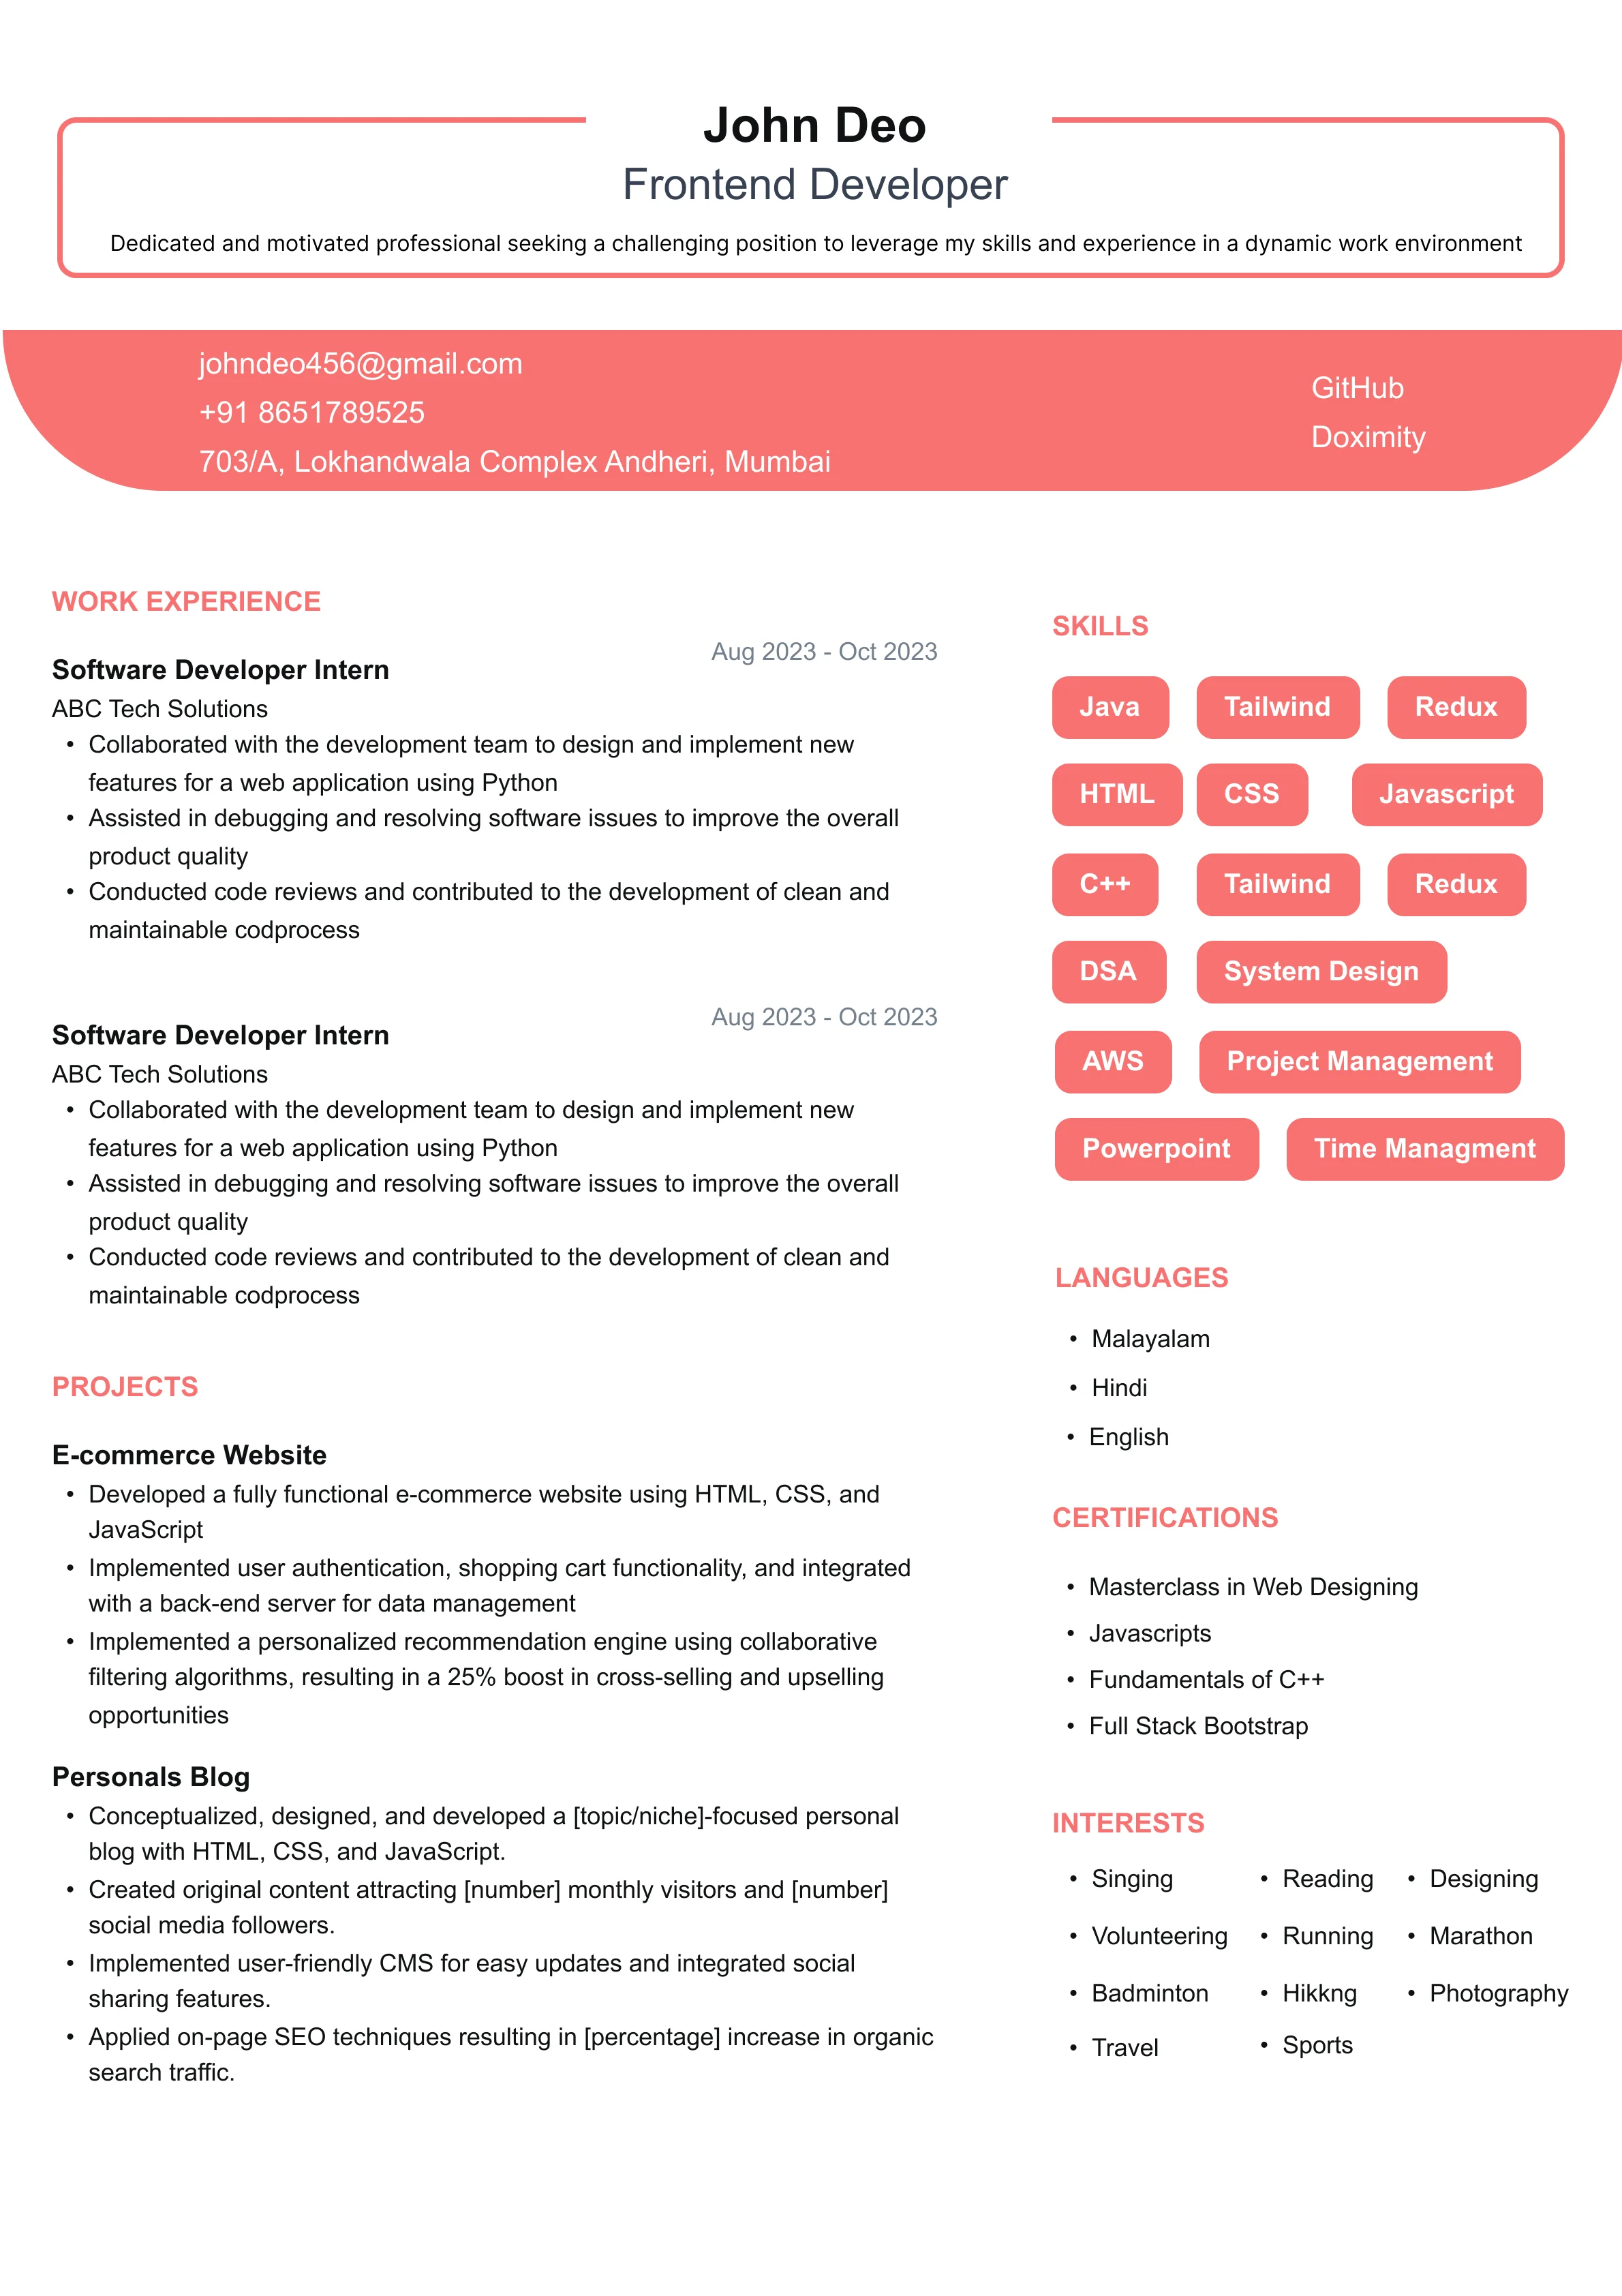 John Deo
Frontend Developer
Dedicated and motivated professional seeking a challenging position to leverage my skills and experience in a dynamic work environment
johndeo456@gmail.com
+91 8651789525
703/A, Lokhandwala Complex Andheri, Mumbai
GitHub
Doximity
WORK EXPERIENCE
Aug 2023 - Oct 2023
Software Developer Intern
ABC Tech Solutions
• Collaborated with the development team to design and implement new
features for a web application using Python
• Assisted in debugging and resolving software issues to improve the overall
product quality
• Conducted code reviews and contributed to the development of clean and
maintainable codprocess
Aug 2023 - Oct 2023
Software Developer Intern
ABC Tech Solutions
• Collaborated with the development team to design and implement new
features for a web application using Python
• Assisted in debugging and resolving software issues to improve the overall
product quality
• Conducted code reviews and contributed to the development of clean and
maintainable codprocess
PROJECTS
E-commerce Website
• Developed a fully functional e-commerce website using HTML, CSS, and
JavaScript
• Implemented user authentication, shopping cart functionality, and integrated
with a back-end server for data management
• Implemented a personalized recommendation engine using collaborative
filtering algorithms, resulting in a 25% boost in cross-selling and upselling
opportunities
Personals Blog
• Conceptualized, designed, and developed a [topic/niche]-focused personal
blog with HTML, CSS, and JavaScript.
• Created original content attracting [number] monthly visitors and [number]
social media followers.
• Implemented user-friendly CMS for easy updates and integrated social
sharing features.
• Applied on-page SEO techniques resulting in [percentage] increase in organic
search traffic.
SKILLS
Java Tailwind Redux
HTML CSS Javascript
C++ Tailwind Redux
DSA System Design
AWS Project Management
Powerpoint Time Managment
LANGUAGES
• Malayalam
• Hindi
• English
CERTIFICATIONS
• Masterclass in Web Designing
• Javascripts
• Fundamentals of C++
• Full Stack Bootstrap
INTERESTS
• Singing • Reading • Designing
• Volunteering • Running • Marathon
• Badminton • Hikkng • Photography
• Travel • Sports